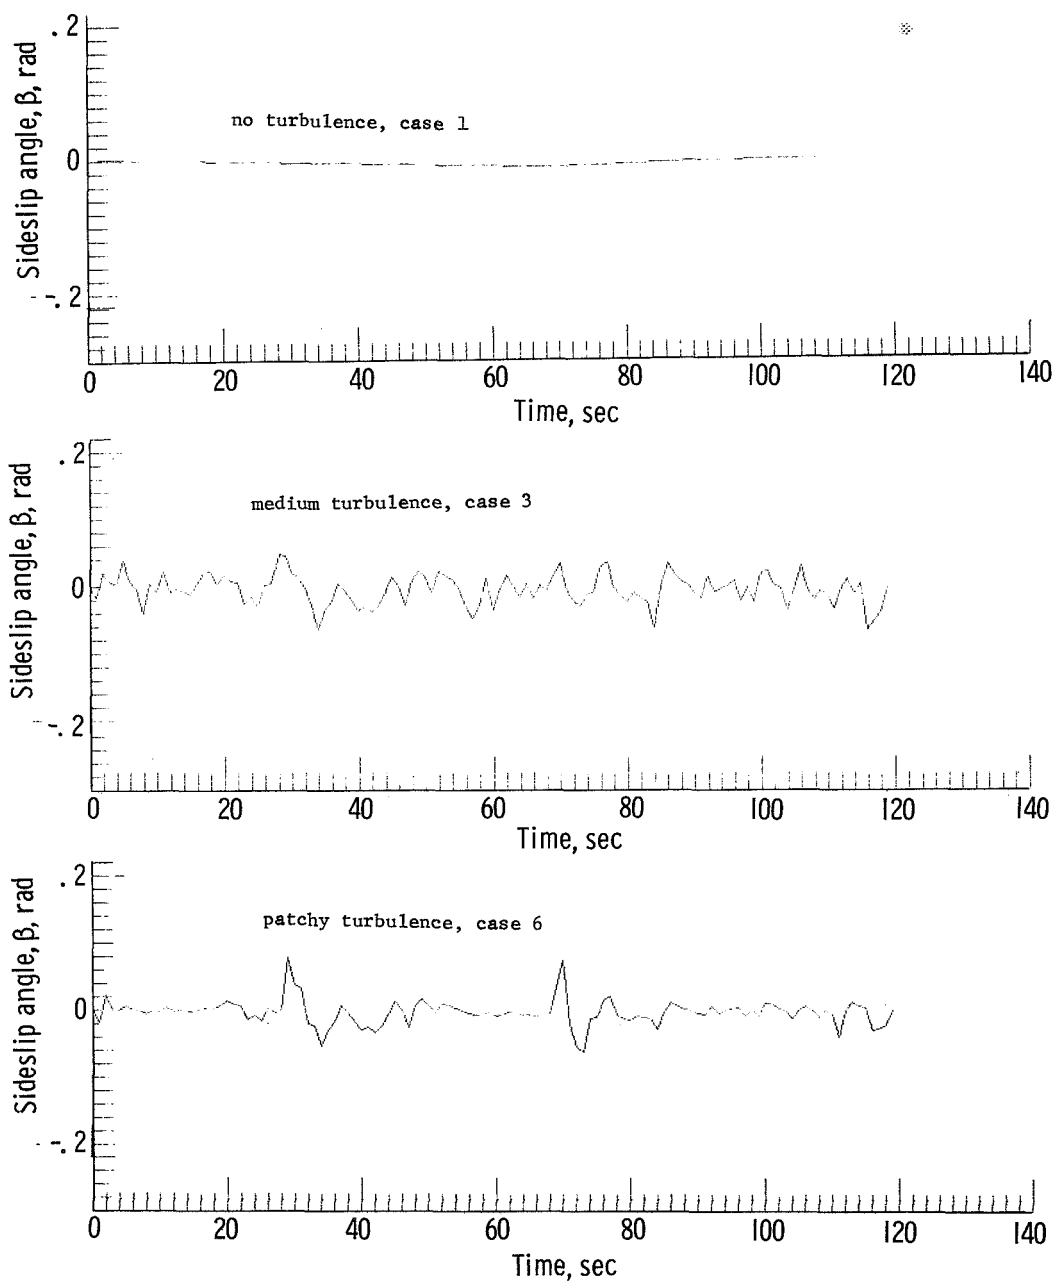 Sideslip angle, β, rad
.2
no turbulence, case 1
0
-.2
0 20 40 60 80 100 120 140
Time, sec
Sideslip angle, β, rad
.2
medium turbulence, case 3
0
-.2
0 20 40 60 80 100 120 140
Time, sec
Sideslip angle, β, rad
.2
patchy turbulence, case 6
0
-.2
0 20 40 60 80 100 120 140
Time, sec